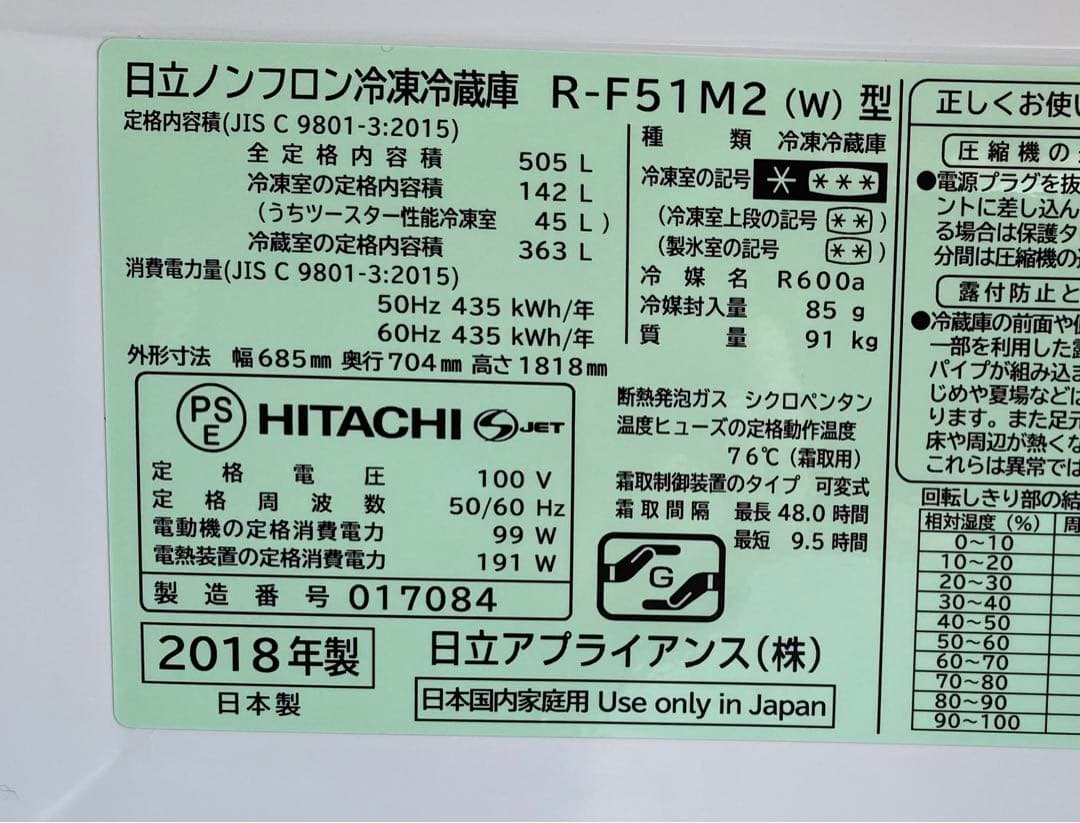 日立ノンフロン冷凍冷蔵庫 R-F51M2 (W) 型
定格内容積(JIS C 9801-3:2015)
全定格内容積 505 L
冷凍室の定格内容積 142 L
(うちツースター性能冷凍室 45 L)
冷蔵室の定格内容積 363 L
消費電力量(JIS C 9801-3:2015)
50Hz 435 kWh/年
60Hz 435 kWh/年
外形寸法 幅685mm 奥行704mm 高さ1818mm
種類 冷凍冷蔵庫
冷凍室の記号 * ***
(冷凍室上段の記号 **)
(製氷室の記号 **)
冷媒名 R600a
冷媒封入量 85 g
質量 91 kg
PSE HITACHI S JET
定格電圧 100 V
定格周波数 50/60 Hz
電動機の定格消費電力 99 W
電熱装置の定格消費電力 191 W
製造番号 017084
断熱発泡ガス シクロペンタン
温度ヒューズの定格動作温度
76℃(霜取用)
霜取制御装置のタイプ 可変式
霜取間隔 最長 48.0 時間
最短 9.5 時間
G
2018年製
日本製
日立アプライアンス(株)
日本国内家庭用 Use only in Japan
正しくお使い
圧縮機の
●電源プラグを抜
ントに差し込ん
る場合は保護タ
分間は圧縮機の
露付防止と
●冷蔵庫の前面や
一部を利用した
パイプが組み込ま
じめや夏場などは
ります。また足元
床や周辺が熱くな
これらは異常では
回転しきり部の結
相対湿度(%) 周
0~10
10~20
20~30
30~40
40~50
50~60
60~70
70~80
80~90
90~100